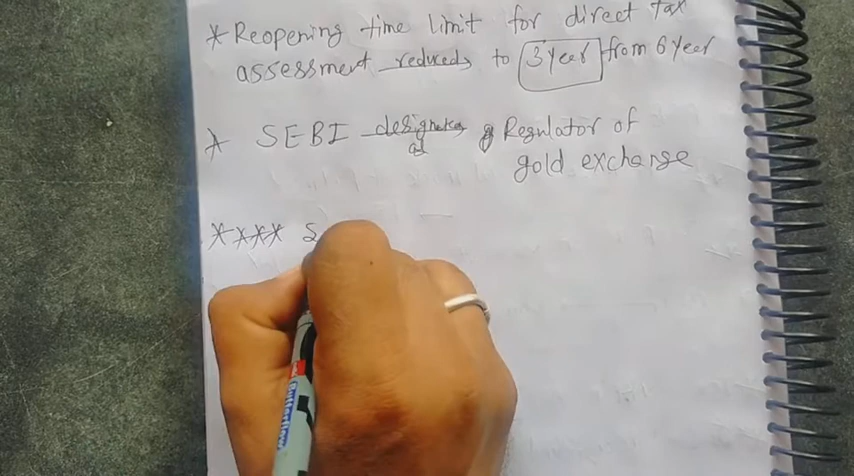 * Reopening time limit for direct tax
assessment reduced to 3 year from 6 year
* SEBI designated as Regulator of
gold exchange
**** S
Butterflow